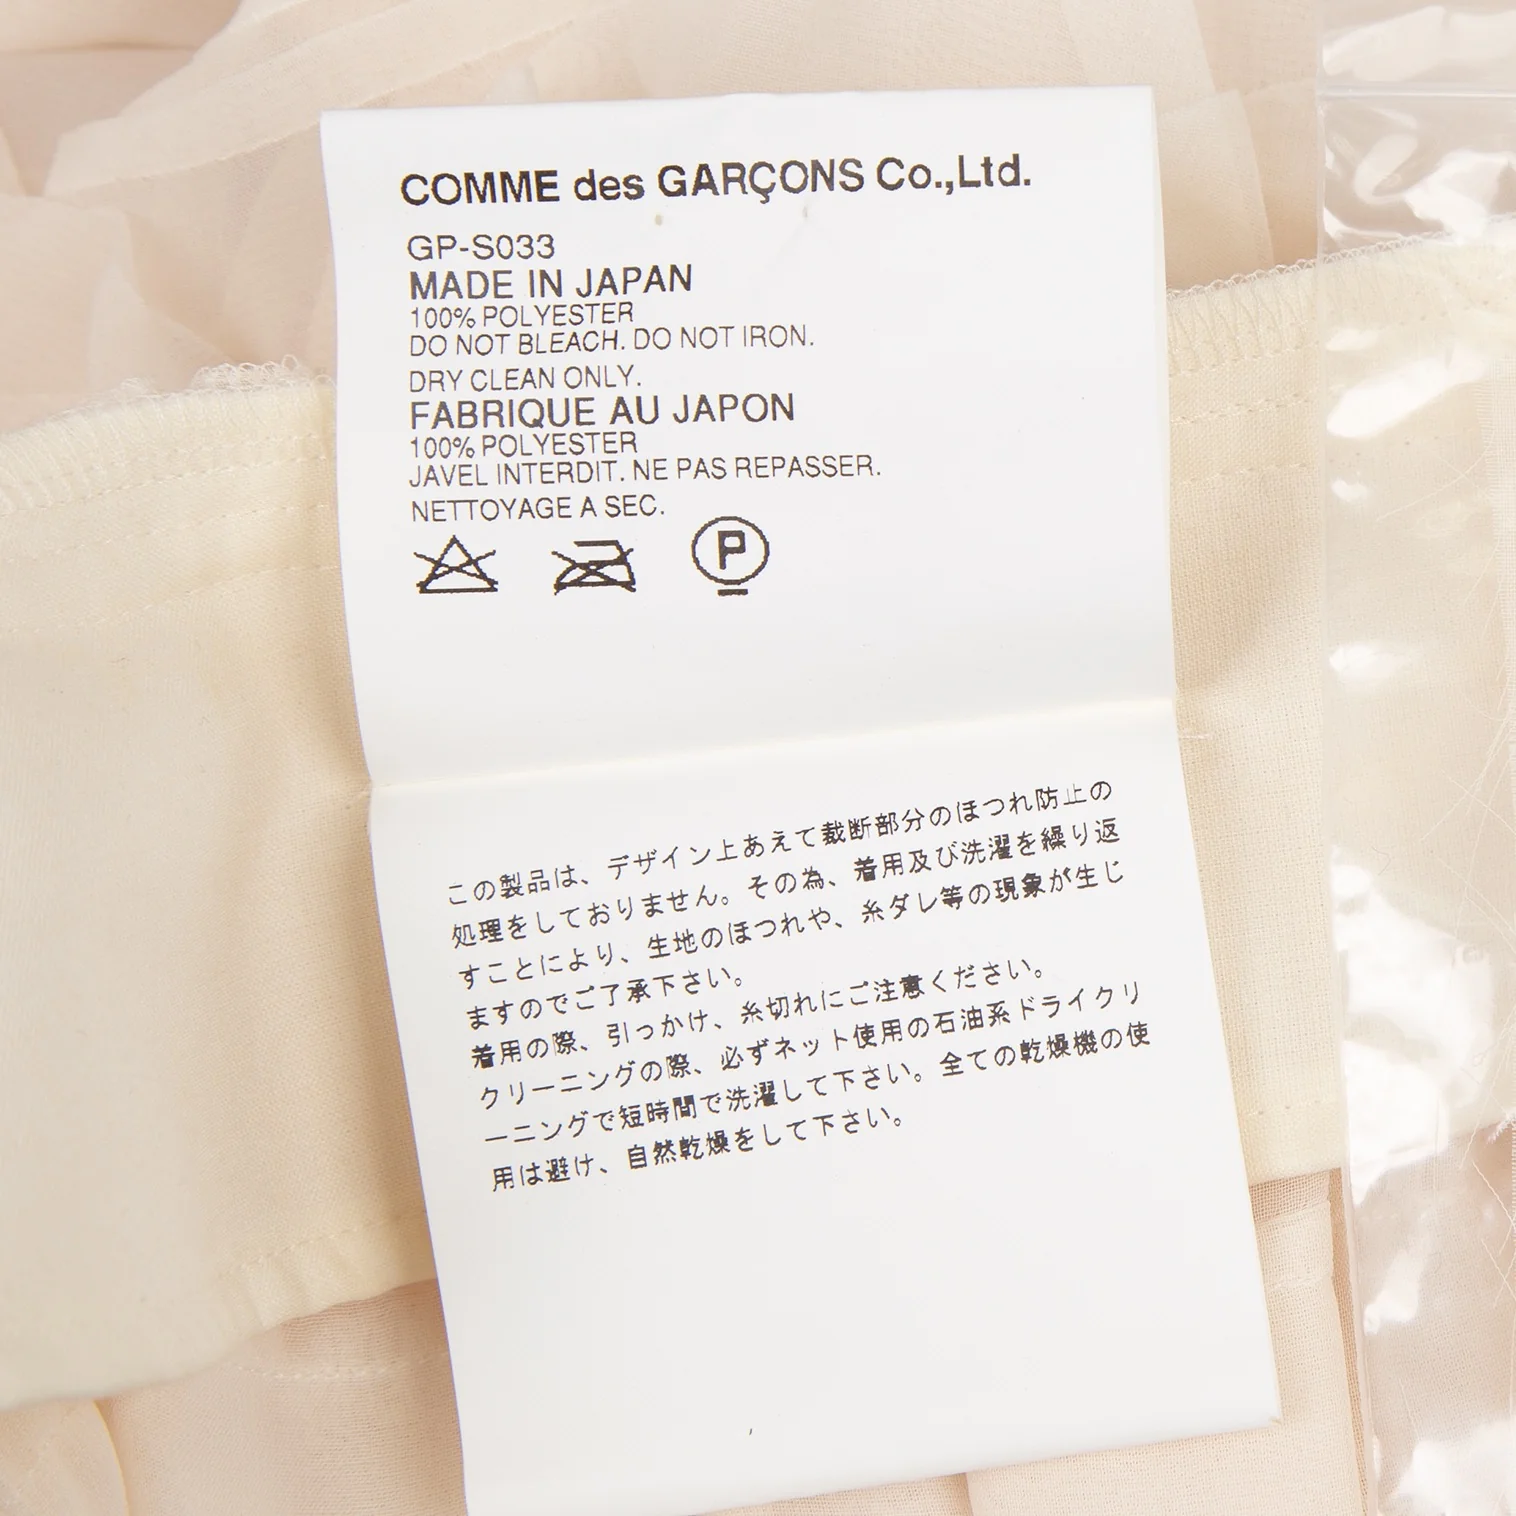 COMME des GARÇONS Co.,Ltd.
GP-S033
MADE IN JAPAN
100% POLYESTER
DO NOT BLEACH. DO NOT IRON.
DRY CLEAN ONLY.
FABRIQUE AU JAPON
100% POLYESTER
JAVEL INTERDIT. NE PAS REPASSER.
NETTOYAGE A SEC.
P
この製品は、デザイン上あえて裁断部分のほつれ防止の
処理をしておりません。その為、着用及び洗濯を繰り返
すことにより、生地のほつれや、糸ダレ等の現象が生じ
ますのでご了承下さい。
着用の際、引っかけ、糸切れにご注意ください。
クリーニングの際、必ずネット使用の石油系ドライクリ
ーニングで短時間で洗濯して下さい。全ての乾燥機の使
用は避け、自然乾燥をして下さい。